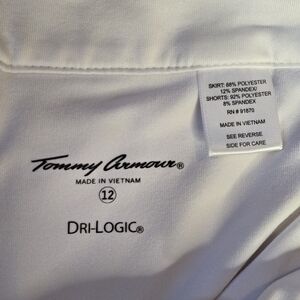 SKIRT: 88% POLYESTER
12% SPANDEX/
SHORTS: 92% POLYESTER
8% SPANDEX
RN # 91870
MADE IN VIETNAM
SEE REVERSE
SIDE FOR CARE
Tommy Armour®
MADE IN VIETNAM
12
DRI-LOGIC®